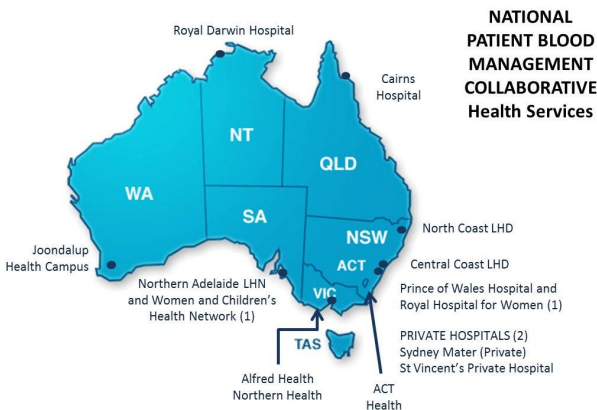 NATIONAL
PATIENT BLOOD
MANAGEMENT
COLLABORATIVE
Health Services
Royal Darwin Hospital
Cairns
Hospital
NT
QLD
WA
SA
NSW
ACT
VIC
TAS
North Coast LHD
Central Coast LHD
Joondalup
Health Campus
Northern Adelaide LHN
and Women and Children's
Health Network (1)
Prince of Wales Hospital and
Royal Hospital for Women (1)
PRIVATE HOSPITALS (2)
Sydney Mater (Private)
St Vincent's Private Hospital
Alfred Health
Northern Health
ACT
Health